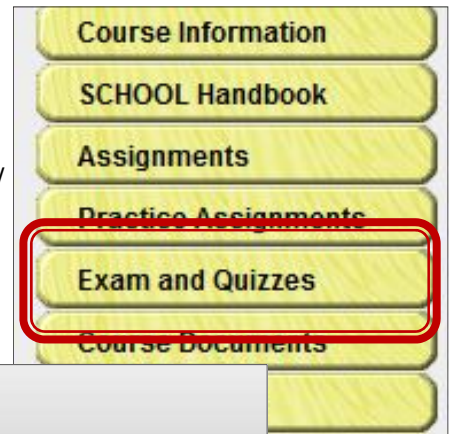 Course Information
SCHOOL Handbook
Assignments
Practice Assignments
Exam and Quizzes
Course Documents